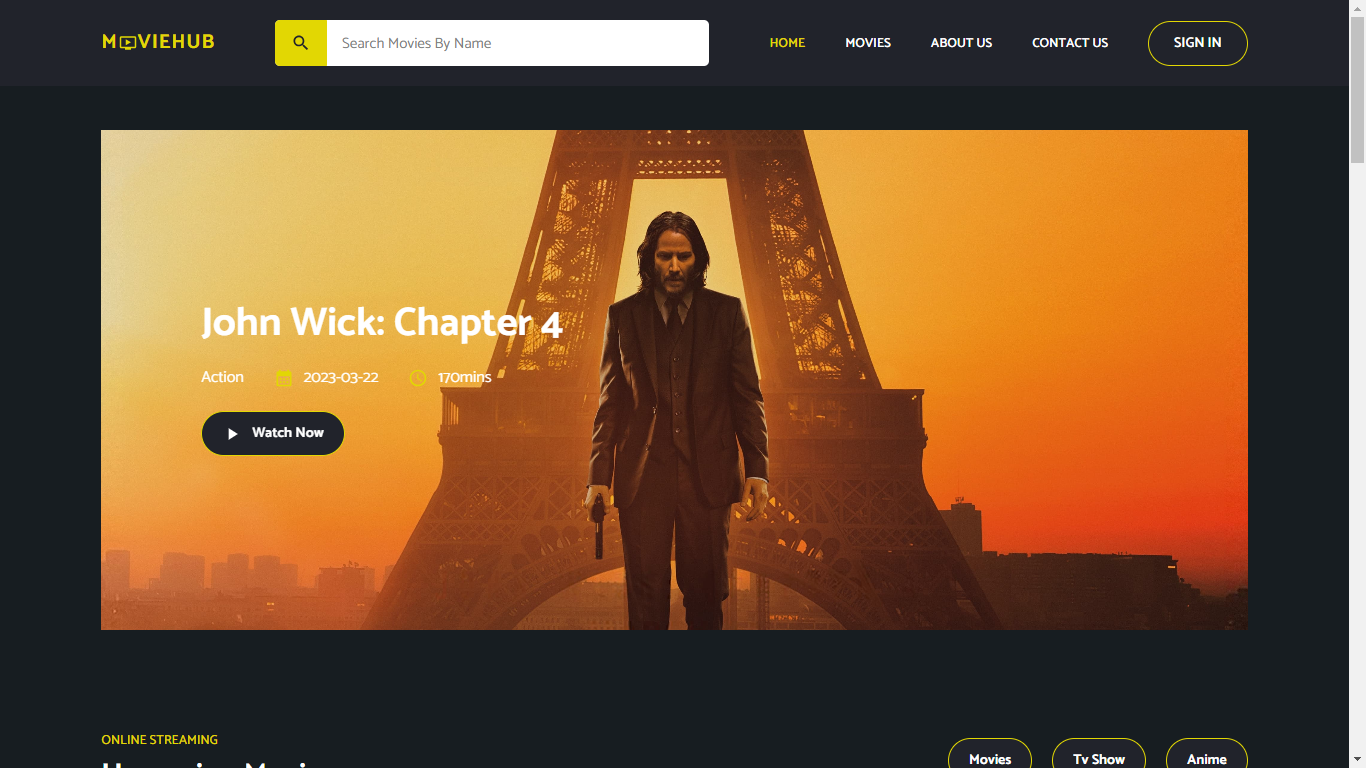 MOVIEHUB
Search Movies By Name
HOME
MOVIES
ABOUT US
CONTACT US
SIGN IN
John Wick: Chapter 4
Action 2023-03-22 170mins
Watch Now
ONLINE STREAMING
Movies
Tv Show
Anime